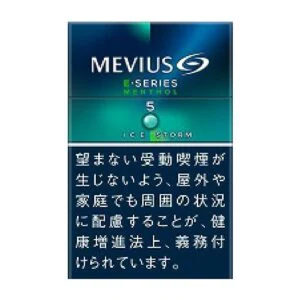 MEVIUS
E-SERIES
MENTHOL
5
ICE STORM
望まない受動喫煙が
生じないよう、屋外や
家庭でも周囲の状況
に配慮することが、健
康増進法上、義務付
けられています。